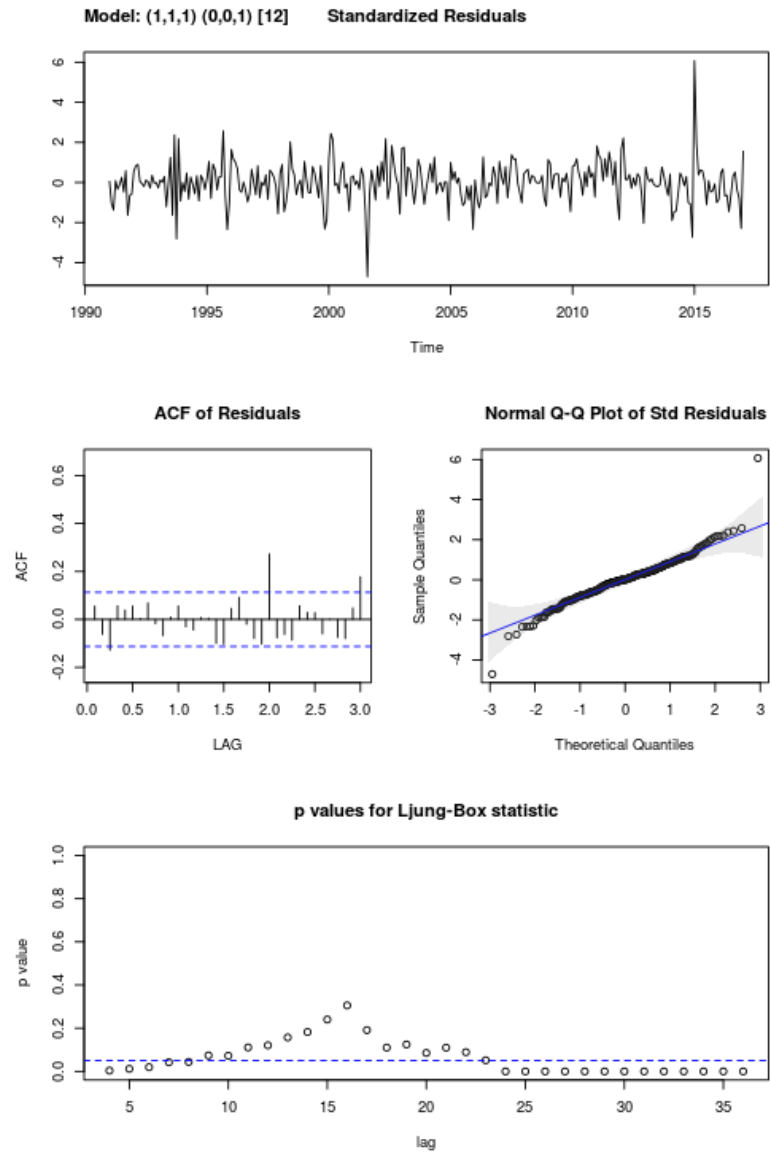 Model: (1,1,1) (0,0,1) [12] Standardized Residuals
6
4
2
0
-2
-4
1990 1995 2000 2005 2010 2015
Time
ACF of Residuals
ACF
0.6
0.4
0.2
0.0
-0.2
0.0 0.5 1.0 1.5 2.0 2.5 3.0
LAG
Normal Q-Q Plot of Std Residuals
Sample Quantiles
6
4
2
0
-2
-4
-3 -2 -1 0 1 2 3
Theoretical Quantiles
p values for Ljung-Box statistic
p value
1.0
0.8
0.6
0.4
0.2
0.0
5 10 15 20 25 30 35
lag